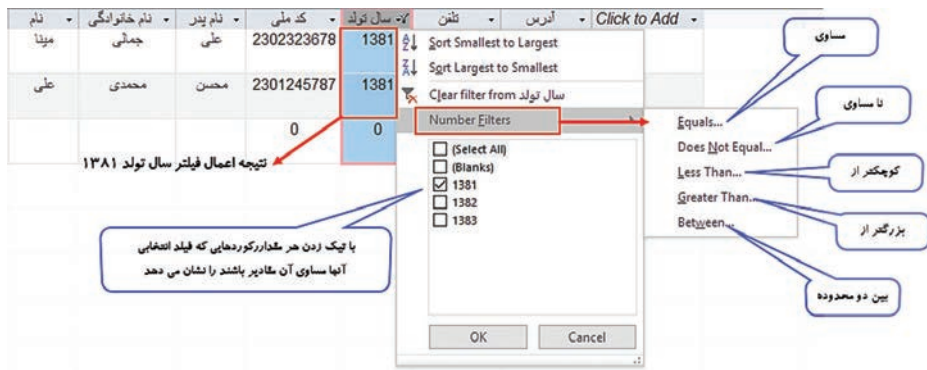 نام نام خانوادگی نام پدر کد ملی سال تولد تلفن آدرس Click to Add
مینا جمالی علی 2302323678 1381
علی محمدی محسن 2301245787 1381
0 0
نتیجه اعمال فیلتر سال تولد ۱۳۸۱
Sort Smallest to Largest
Sort Largest to Smallest
Clear filter from سال تولد
Number Filters
(Select All)
(Blanks)
1381
1382
1383
OK Cancel
با تیک زدن هر مقداررکوردهایی که فیلد انتخابی
آنها مساوی آن مقادیر باشند را نشان می دهد
Equals...
Does Not Equal...
Less Than...
Greater Than...
Between...
مساوی
نا مساوی
کوچکتر از
بزرگتر از
بین دو محدوده